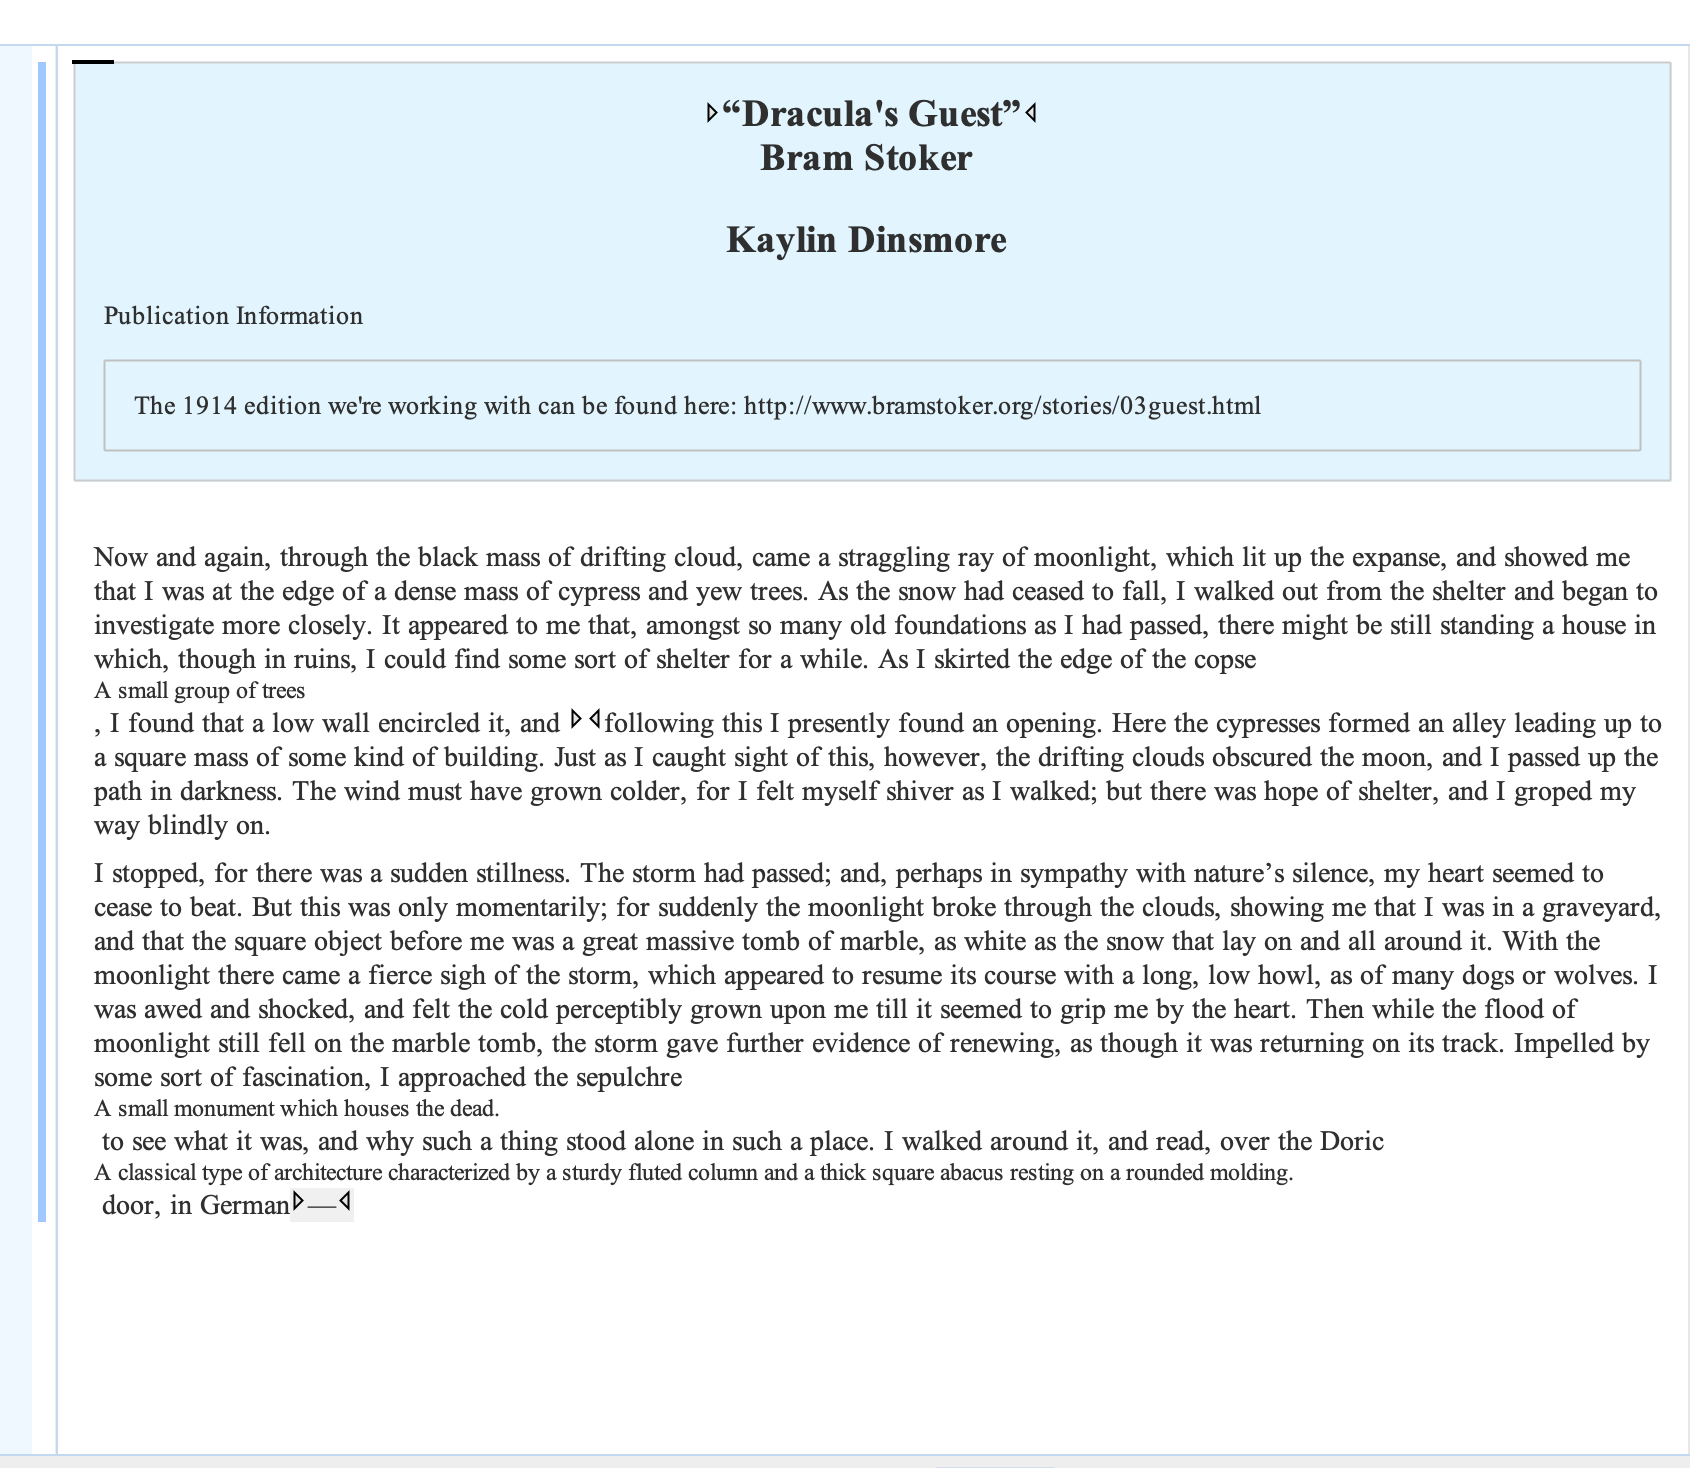 “Dracula's Guest”
Bram Stoker
Kaylin Dinsmore
Publication Information
The 1914 edition we're working with can be found here: http://www.bramstoker.org/stories/03guest.html
Now and again, through the black mass of drifting cloud, came a straggling ray of moonlight, which lit up the expanse, and showed me
that I was at the edge of a dense mass of cypress and yew trees. As the snow had ceased to fall, I walked out from the shelter and began to
investigate more closely. It appeared to me that, amongst so many old foundations as I had passed, there might be still standing a house in
which, though in ruins, I could find some sort of shelter for a while. As I skirted the edge of the copse
A small group of trees
, I found that a low wall encircled it, and following this I presently found an opening. Here the cypresses formed an alley leading up to
a square mass of some kind of building. Just as I caught sight of this, however, the drifting clouds obscured the moon, and I passed up the
path in darkness. The wind must have grown colder, for I felt myself shiver as I walked; but there was hope of shelter, and I groped my
way blindly on.
I stopped, for there was a sudden stillness. The storm had passed; and, perhaps in sympathy with nature’s silence, my heart seemed to
cease to beat. But this was only momentarily; for suddenly the moonlight broke through the clouds, showing me that I was in a graveyard,
and that the square object before me was a great massive tomb of marble, as white as the snow that lay on and all around it. With the
moonlight there came a fierce sigh of the storm, which appeared to resume its course with a long, low howl, as of many dogs or wolves. I
was awed and shocked, and felt the cold perceptibly grown upon me till it seemed to grip me by the heart. Then while the flood of
moonlight still fell on the marble tomb, the storm gave further evidence of renewing, as though it was returning on its track. Impelled by
some sort of fascination, I approached the sepulchre
A small monument which houses the dead.
to see what it was, and why such a thing stood alone in such a place. I walked around it, and read, over the Doric
A classical type of architecture characterized by a sturdy fluted column and a thick square abacus resting on a rounded molding.
door, in German—